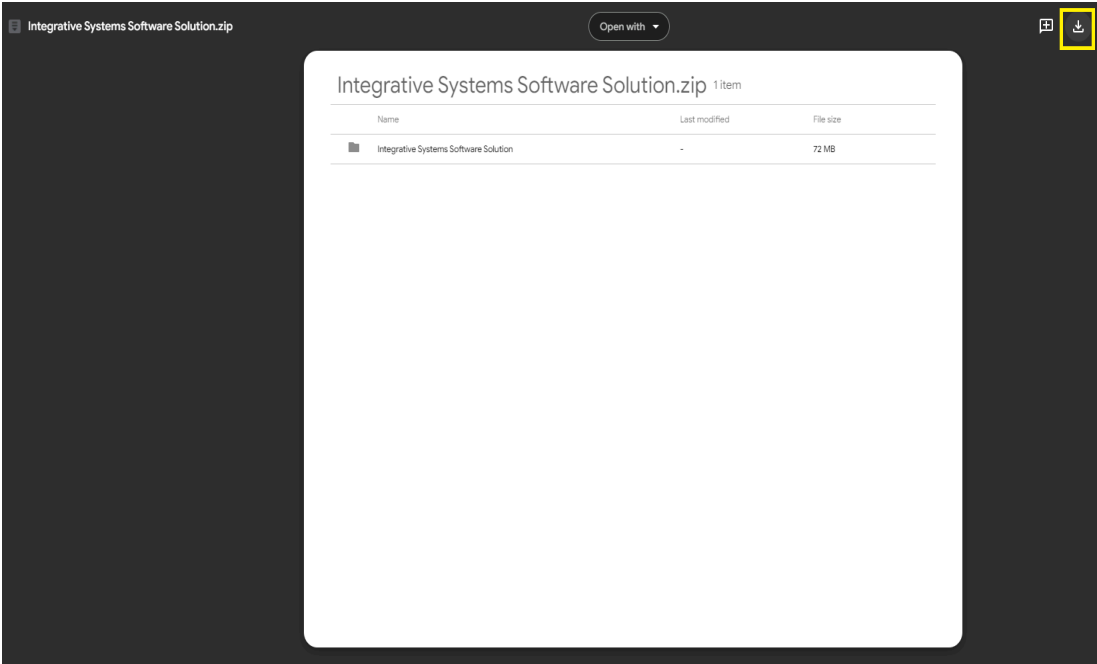 Integrative Systems Software Solution.zip
Open with
Integrative Systems Software Solution.zip 1 item
Name Last modified File size
Integrative Systems Software Solution - 72 MB